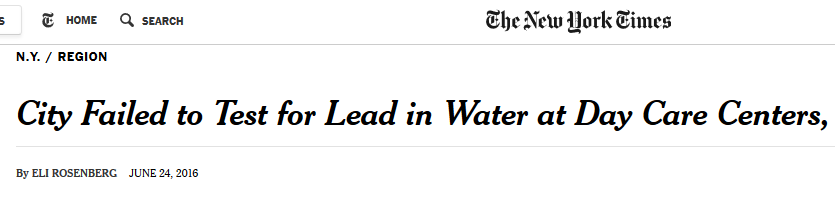 S HOME SEARCH The New York Times
N.Y. / REGION
City Failed to Test for Lead in Water at Day Care Centers,
By ELI ROSENBERG JUNE 24, 2016